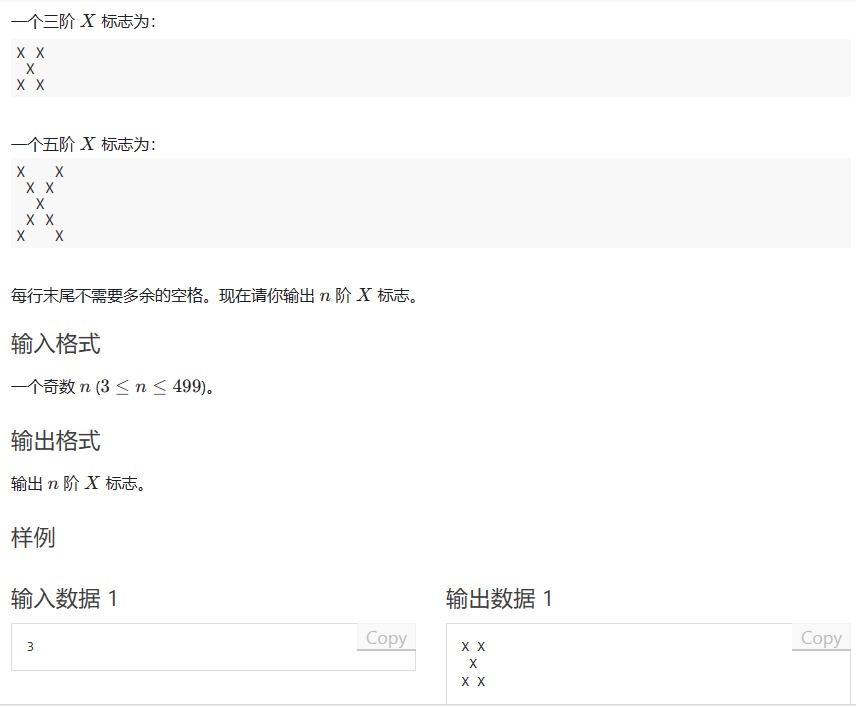 一个三阶 X 标志为：
X X
 X
X X
一个五阶 X 标志为：
X   X
 X X
  X
 X X
X   X
每行末尾不需要多余的空格。现在请你输出 n 阶 X 标志。
输入格式
一个奇数 n (3 ≤ n ≤ 499)。
输出格式
输出 n 阶 X 标志。
样例
输入数据 1
Copy
3
输出数据 1
Copy
X X
 X
X X